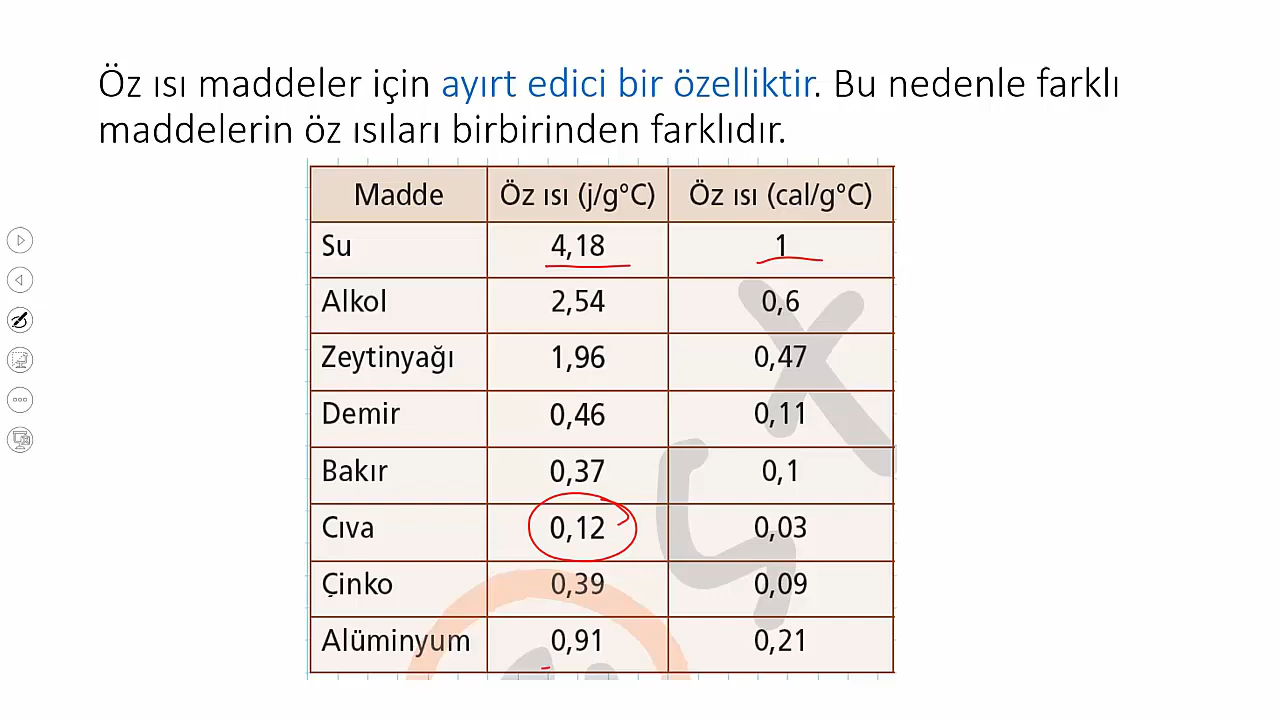 Öz ısı maddeler için ayırt edici bir özelliktir. Bu nedenle farklı
maddelerin öz ısıları birbirinden farklıdır.
Madde Öz ısı (j/g°C) Öz ısı (cal/g°C)
Su 4,18 1
Alkol 2,54 0,6
Zeytinyağı 1,96 0,47
Demir 0,46 0,11
Bakır 0,37 0,1
Cıva 0,12 0,03
Çinko 0,39 0,09
Alüminyum 0,91 0,21